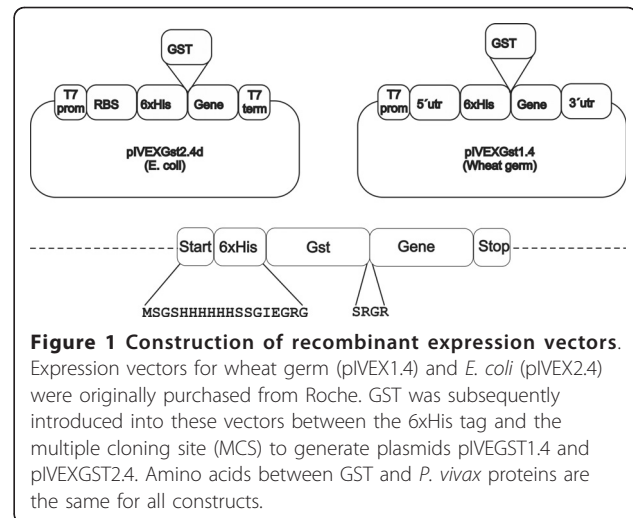 GST
T7 prom
RBS
6xHis
Gene
T7 term
pIVEXGst2.4d
(E. coli)
GST
T7 prom
5´utr
6xHis
Gene
3´utr
pIVEXGst1.4
(Wheat germ)
Start 6xHis Gst Gene Stop
MSGSHHHHHHSSGIEGRG SRGR
Figure 1 Construction of recombinant expression vectors.
Expression vectors for wheat germ (pIVEX1.4) and E. coli (pIVEX2.4)
were originally purchased from Roche. GST was subsequently
introduced into these vectors between the 6xHis tag and the
multiple cloning site (MCS) to generate plasmids pIVEGST1.4 and
pIVEXGST2.4. Amino acids between GST and P. vivax proteins are
the same for all constructs.